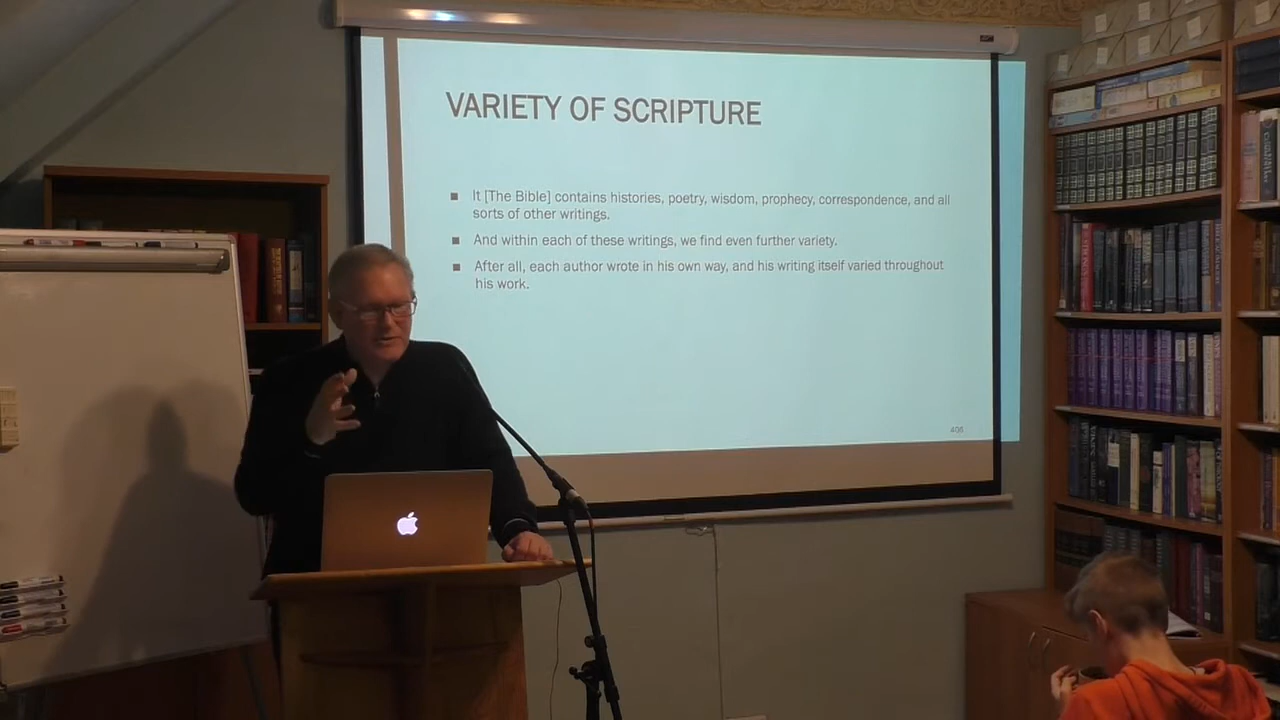 VARIETY OF SCRIPTURE
It [The Bible] contains histories, poetry, wisdom, prophecy, correspondence, and all
sorts of other writings.
And within each of these writings, we find even further variety.
After all, each author wrote in his own way, and his writing itself varied throughout
his work.